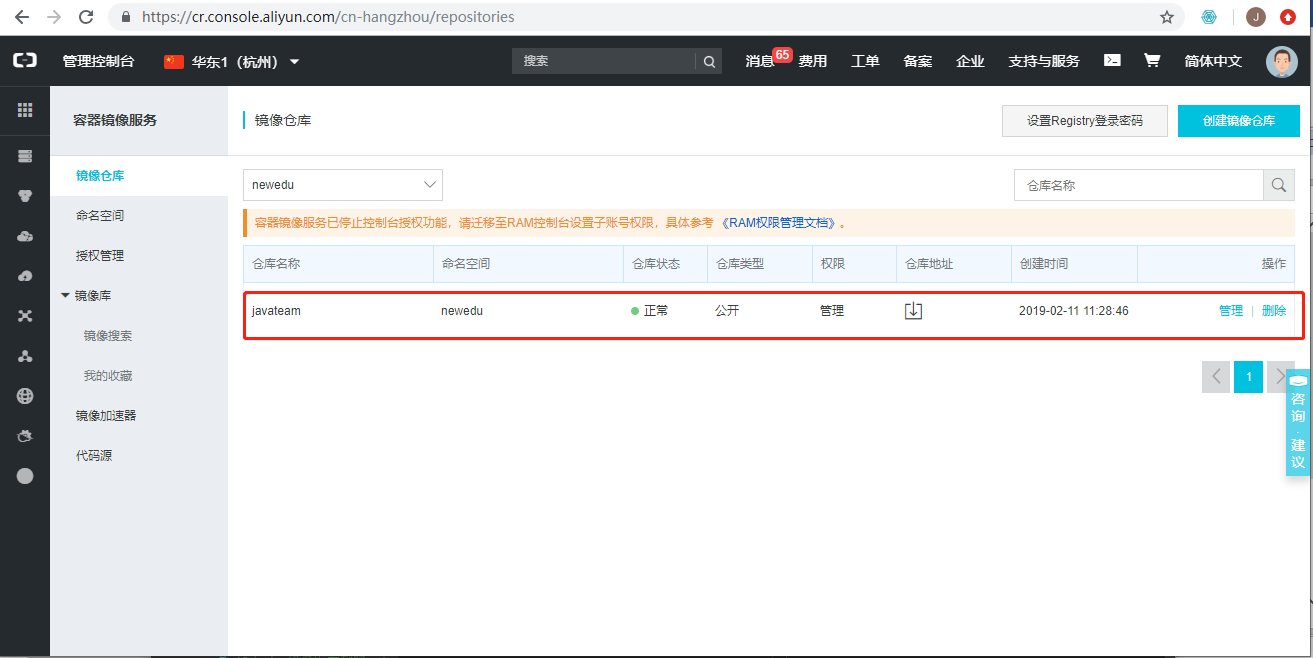 https://cr.console.aliyun.com/cn-hangzhou/repositories
J
管理控制台 华东1（杭州） 搜索 消息 65 费用 工单 备案 企业 支持与服务 简体中文
容器镜像服务
镜像仓库
命名空间
授权管理
镜像库
镜像搜索
我的收藏
镜像加速器
代码源
镜像仓库 设置Registry登录密码 创建镜像仓库
newedu 仓库名称
容器镜像服务已停止控制台授权功能，请迁移至RAM控制台设置子账号权限，具体参考 《RAM权限管理文档》 。
仓库名称 命名空间 仓库状态 仓库类型 权限 仓库地址 创建时间 操作
javateam newedu 正常 公开 管理 2019-02-11 11:28:46 管理 | 删除
1
咨询·建议